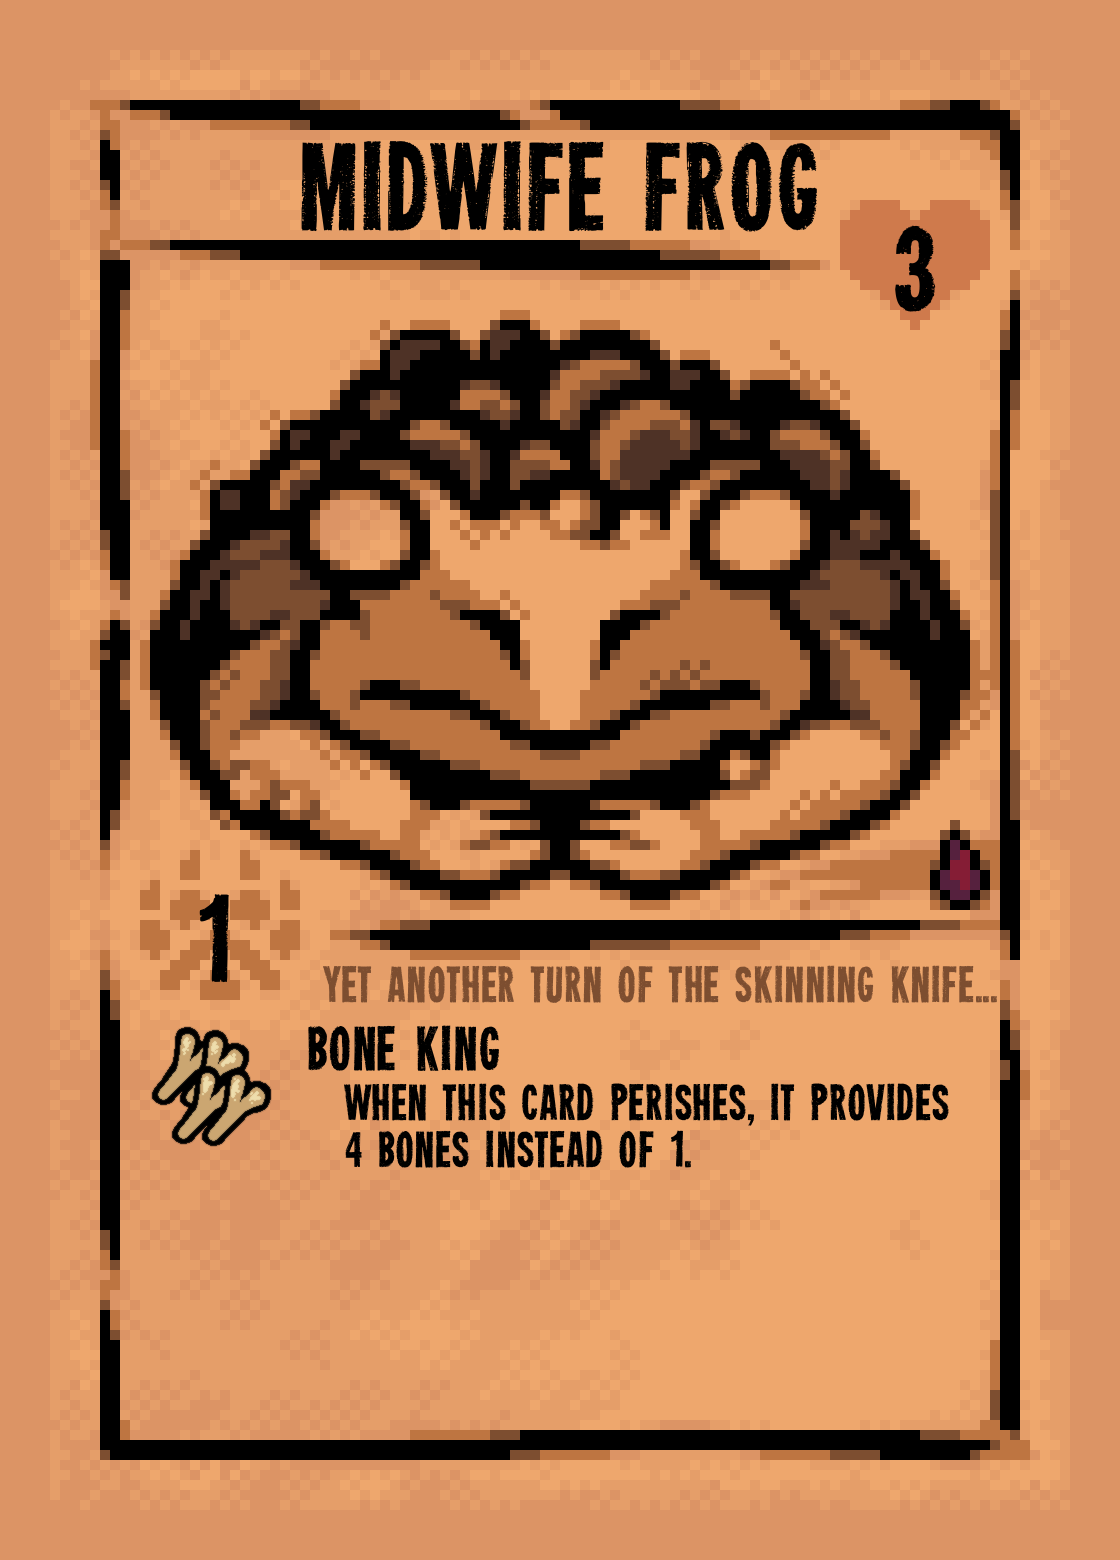 MIDWIFE FROG
3
1
YET ANOTHER TURN OF THE SKINNING KNIFE...
BONE KING
WHEN THIS CARD PERISHES, IT PROVIDES
4 BONES INSTEAD OF 1.